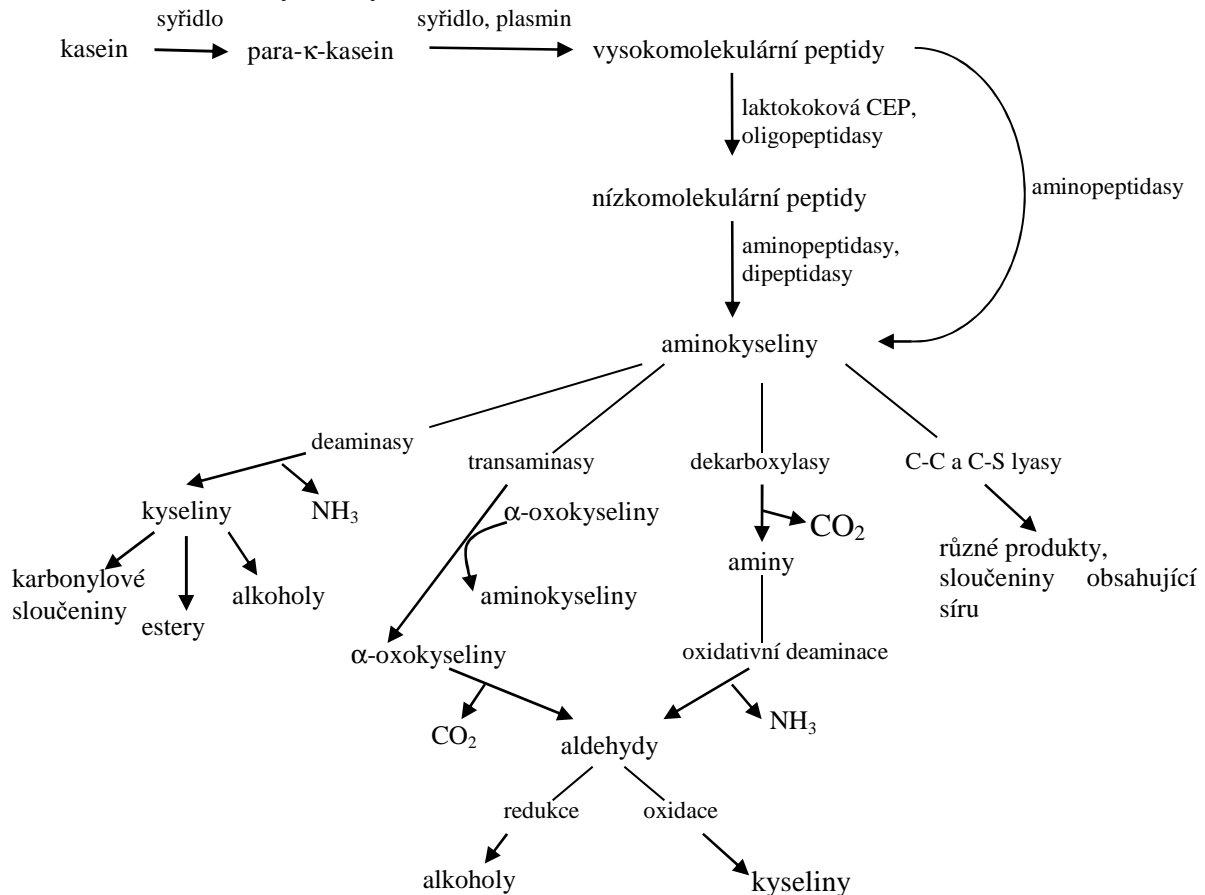 syřidlo
syřidlo, plasmin
kasein
para-κ-kasein
vysokomolekulární peptidy
laktokoková CEP,
oligopeptidasy
aminopeptidasy
nízkomolekulární peptidy
aminopeptidasy,
dipeptidasy
aminokyseliny
deaminasy
transaminasy
dekarboxylasy
C-C a C-S lyasy
kyseliny
NH₃
α-oxokyseliny
CO₂
různé produkty,
sloučeniny obsahující
síru
aminy
karbonylové
sloučeniny
estery
alkoholy
aminokyseliny
α-oxokyseliny
oxidativní deaminace
CO₂
NH₃
aldehydy
redukce
oxidace
alkoholy
kyseliny